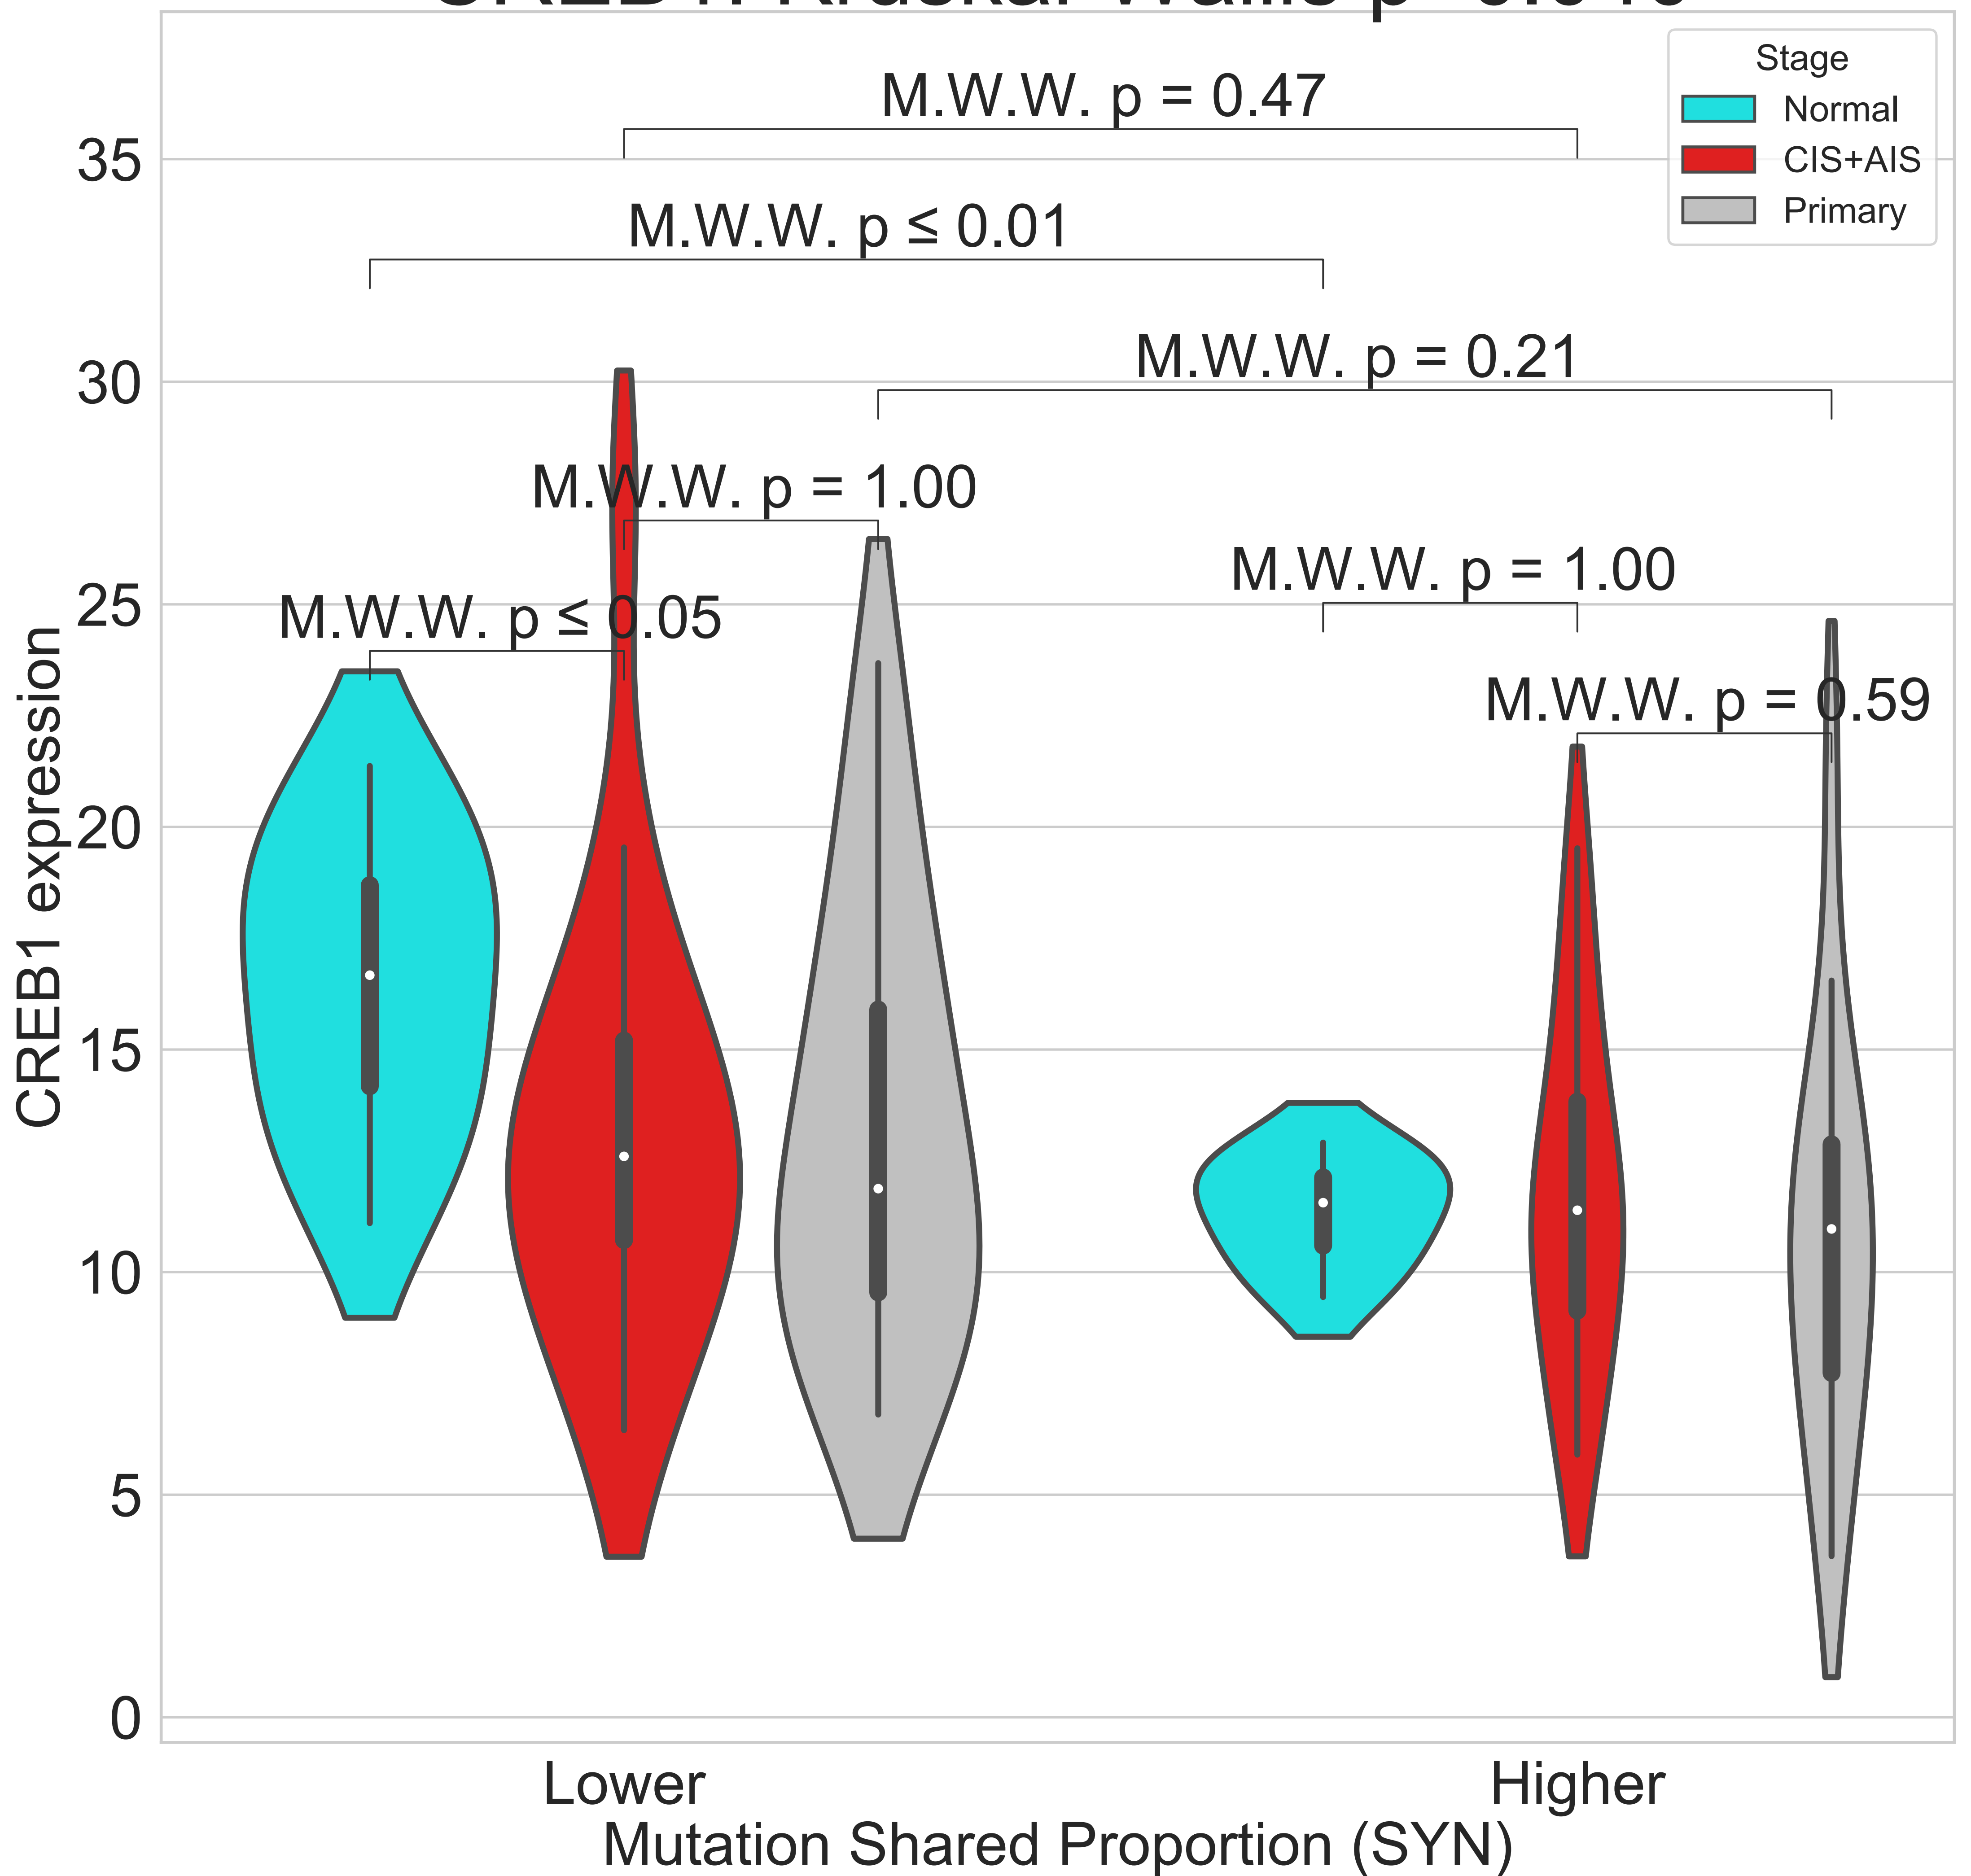 Stage
Normal
CIS+AIS
Primary
M.W.W. p = 0.47
M.W.W. p ≤ 0.01
M.W.W. p = 0.21
M.W.W. p = 1.00
M.W.W. p = 1.00
M.W.W. p ≤ 0.05
M.W.W. p = 0.59
CREB1 expression
35
30
25
20
15
10
5
0
Lower
Higher
Mutation Shared Proportion (SYN)